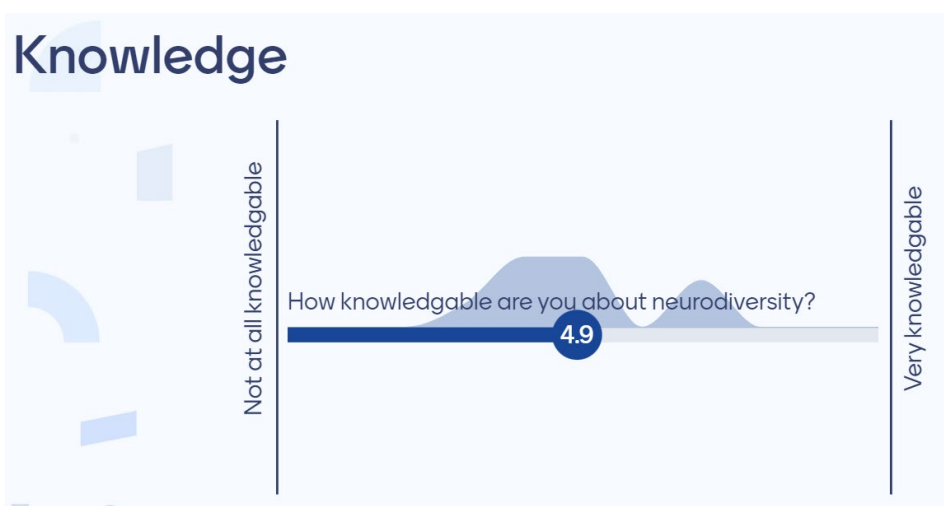 Knowledge
Not at all knowledgable
How knowledgable are you about neurodiversity?
4.9
Very knowledgable